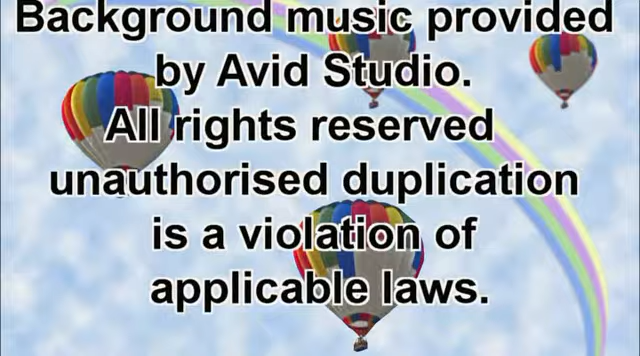 Background music provided
by Avid Studio.
All rights reserved
unauthorised duplication
is a violation of
applicable laws.